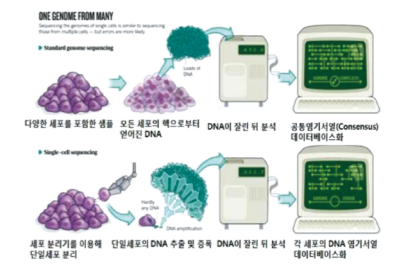 ONE GENOME FROM MANY
Sequencing the genomes of single cells is similar to sequencing
those from multiple cells — but errors are more likely.
Standard genome sequencing
Loads of
DNA
다양한 세포를 포함한 샘플
모든 세포의 핵으로부터
얻어진 DNA
DNA이 잘린 뒤 분석
공통염기서열(Consensus)
데이터베이스화
Single-cell sequencing
Hardly
any DNA
DNA amplification
세포 분리기를 이용해
단일세포 분리
단일세포의 DNA 추출 및 증폭
DNA이 잘린 뒤 분석
각 세포의 DNA 염기서열
데이터베이스화